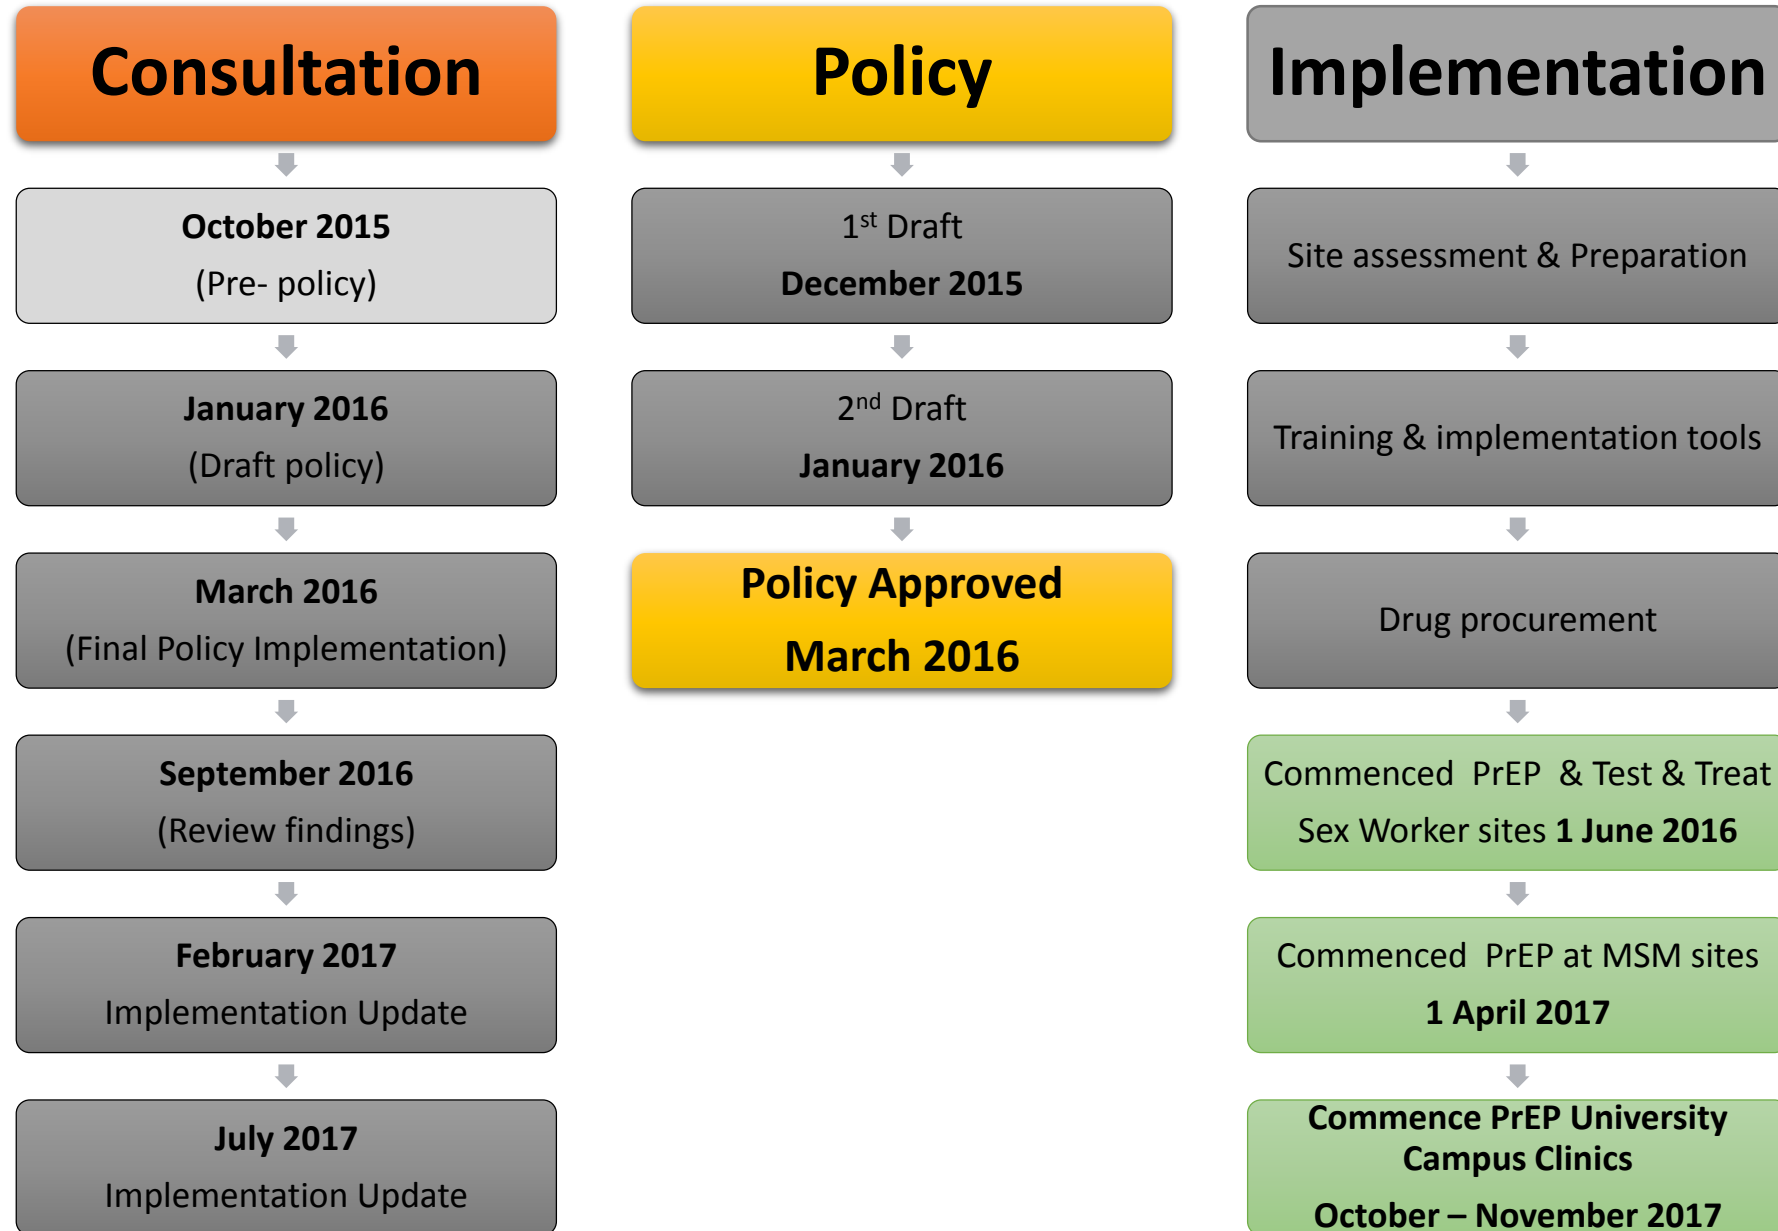 Consultation
October 2015
(Pre- policy)
January 2016
(Draft policy)
March 2016
(Final Policy Implementation)
September 2016
(Review findings)
February 2017
Implementation Update
July 2017
Implementation Update
Policy
1st Draft
December 2015
2nd Draft
January 2016
Policy Approved
March 2016
Implementation
Site assessment & Preparation
Training & implementation tools
Drug procurement
Commenced PrEP & Test & Treat
Sex Worker sites 1 June 2016
Commenced PrEP at MSM sites
1 April 2017
Commence PrEP University
Campus Clinics
October – November 2017